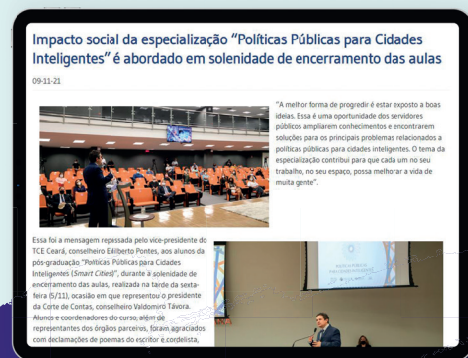 Impacto social da especialização “Políticas Públicas para Cidades
Inteligentes” é abordado em solenidade de encerramento das aulas
09-11-21
“A melhor forma de progredir é estar exposto a boas
ideias. Essa é uma oportunidade dos servidores
públicos ampliarem conhecimentos e encontrarem
soluções para os principais problemas relacionados a
políticas públicas para cidades inteligentes. O tema da
especialização contribui para que cada um no seu
trabalho, no seu espaço, possa melhorar a vida de
muita gente”.
Essa foi a mensagem repassada pelo vice-presidente do
TCE Ceará, conselheiro Edilberto Pontes, aos alunos da
pós-graduação “Políticas Públicas para Cidades
Inteligentes (Smart Cities)”, durante a solenidade de
encerramento das aulas, realizada na tarde da sexta-
feira (5/11), ocasião em que representou o presidente
da Corte de Contas, conselheiro Valdomiro Távora.
Alunos e coordenadores do curso, além de
representantes dos órgãos parceiros, foram agraciados
com declamações de poemas do escritor e cordelista,